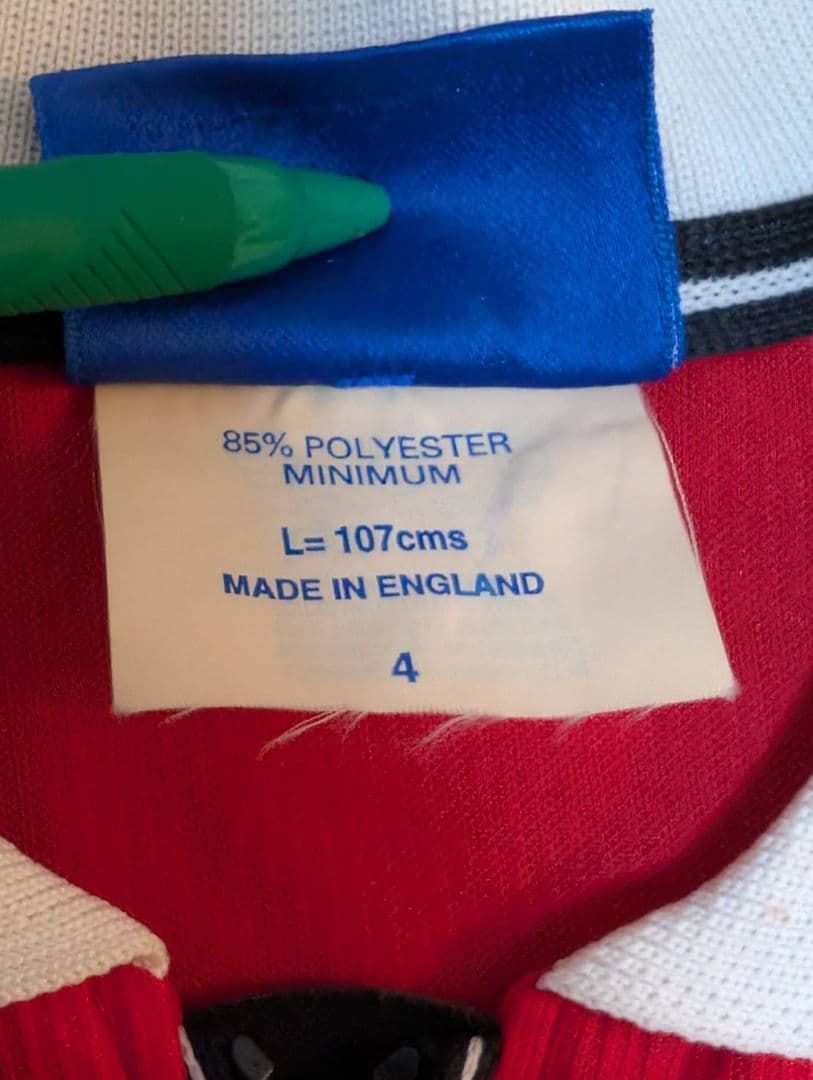 85% POLYESTER
MINIMUM
L= 107cms
MADE IN ENGLAND
4